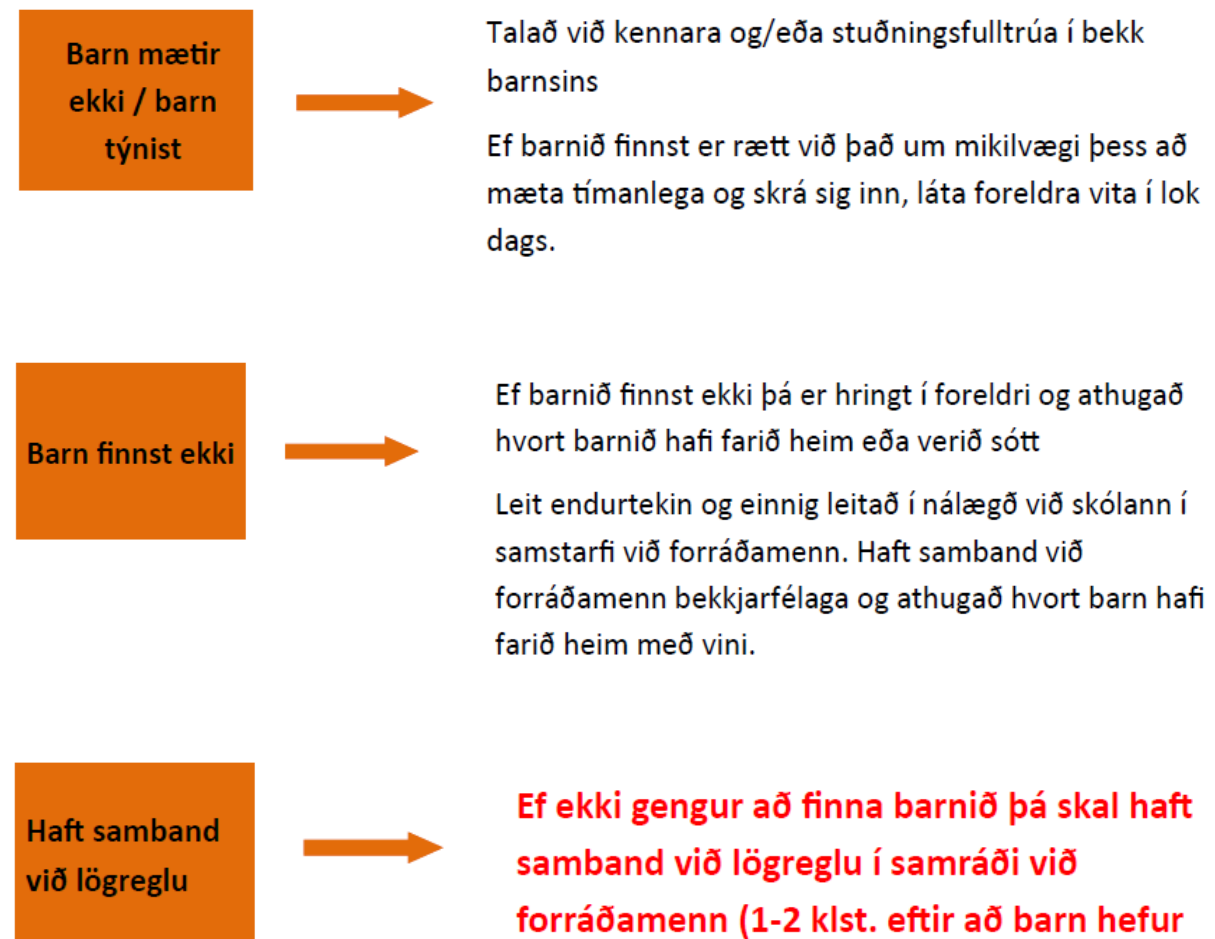 Barn mætir
ekki / barn
týnist
Talað við kennara og/eða stuðningsfulltrúa í bekk
barnsins
Ef barnið finnst er rætt við það um mikilvægi þess að
mæta tímanlega og skrá sig inn, láta foreldra vita í lok
dags.
Barn finnst ekki
Ef barnið finnst ekki þá er hringt í foreldri og athugað
hvort barnið hafi farið heim eða verið sótt
Leit endurtekin og einnig leitað í nálægð við skólann í
samstarfi við forráðamenn. Haft samband við
forráðamenn bekkjarfélaga og athugað hvort barn hafi
farið heim með vini.
Haft samband
við lögreglu
Ef ekki gengur að finna barnið þá skal haft
samband við lögreglu í samráði við
forráðamenn (1-2 klst. eftir að barn hefur